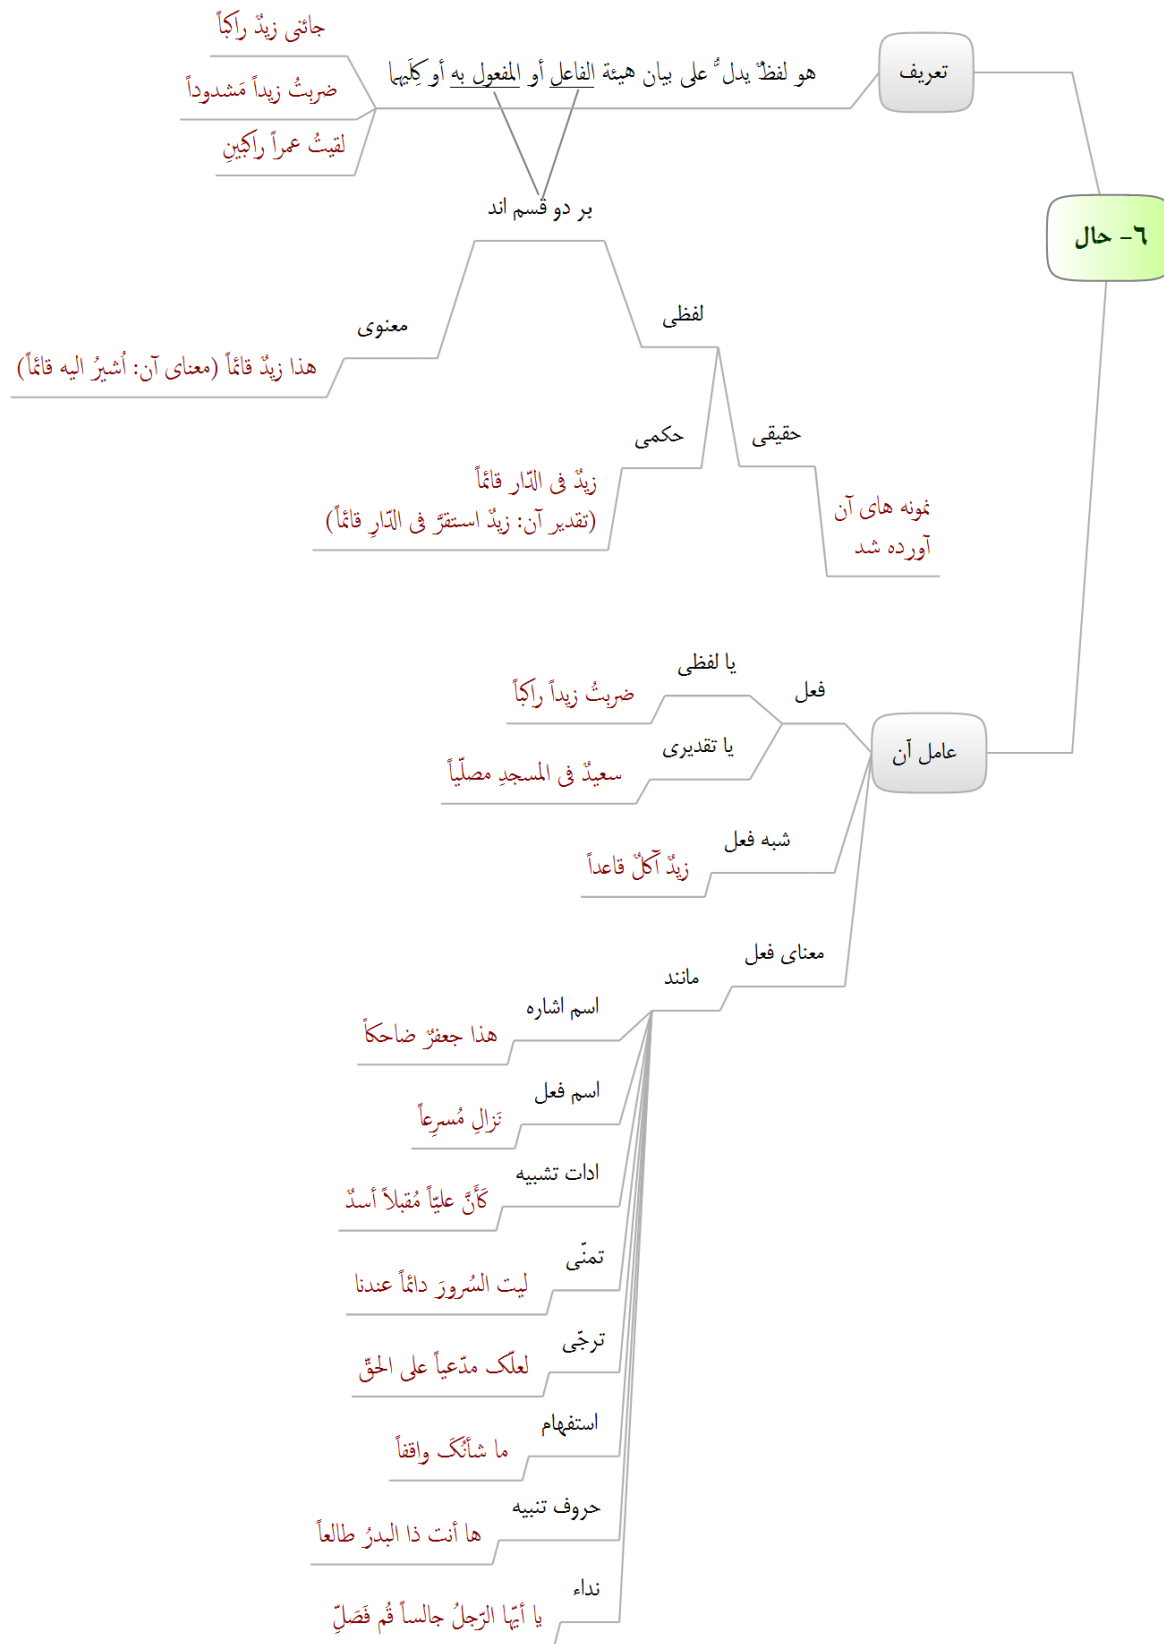 ٦- حال
تعریف
هو لفظٌ یدلُّ علی بیان هیئة الفاعل أو المفعول به أو کِلَیهما
جائنی زیدٌ راکباً
ضربتُ زیداً مَشدوداً
لقیتُ عمراً راکبَینِ
بر دو قسم اند
لفظی
حقیقی
نمونه های آن
آورده شد
حکمی
زیدٌ فی الدّار قائماً
(تقدیر آن: زیدٌ استقرَّ فی الدّارِ قائماً)
معنوی
هذا زیدٌ قائماً (معنای آن: اُشیرُ الیه قائماً)
عامل آن
فعل
یا لفظی
ضربتُ زیداً راکباً
یا تقدیری
سعیدٌ فی المسجدِ مصلّیاً
شبه فعل
زیدٌ آکلٌ قاعداً
معنای فعل
مانند
اسم اشاره
هذا جعفرٌ ضاحکاً
اسم فعل
نَزالِ مُسرِعاً
ادات تشبیه
کَأَنَّ علیّاً مُقبلاً أسدٌ
تمنّی
لیت السُرورَ دائماً عندنا
ترجّی
لعلّک مدّعیاً علی الحقّ
استفهام
ما شأنُکَ واقفاً
حروف تنبیه
ها أنت ذا البدرُ طالعاً
نداء
یا أیّها الرّجلُ جالساً قُم فَصَلِّ